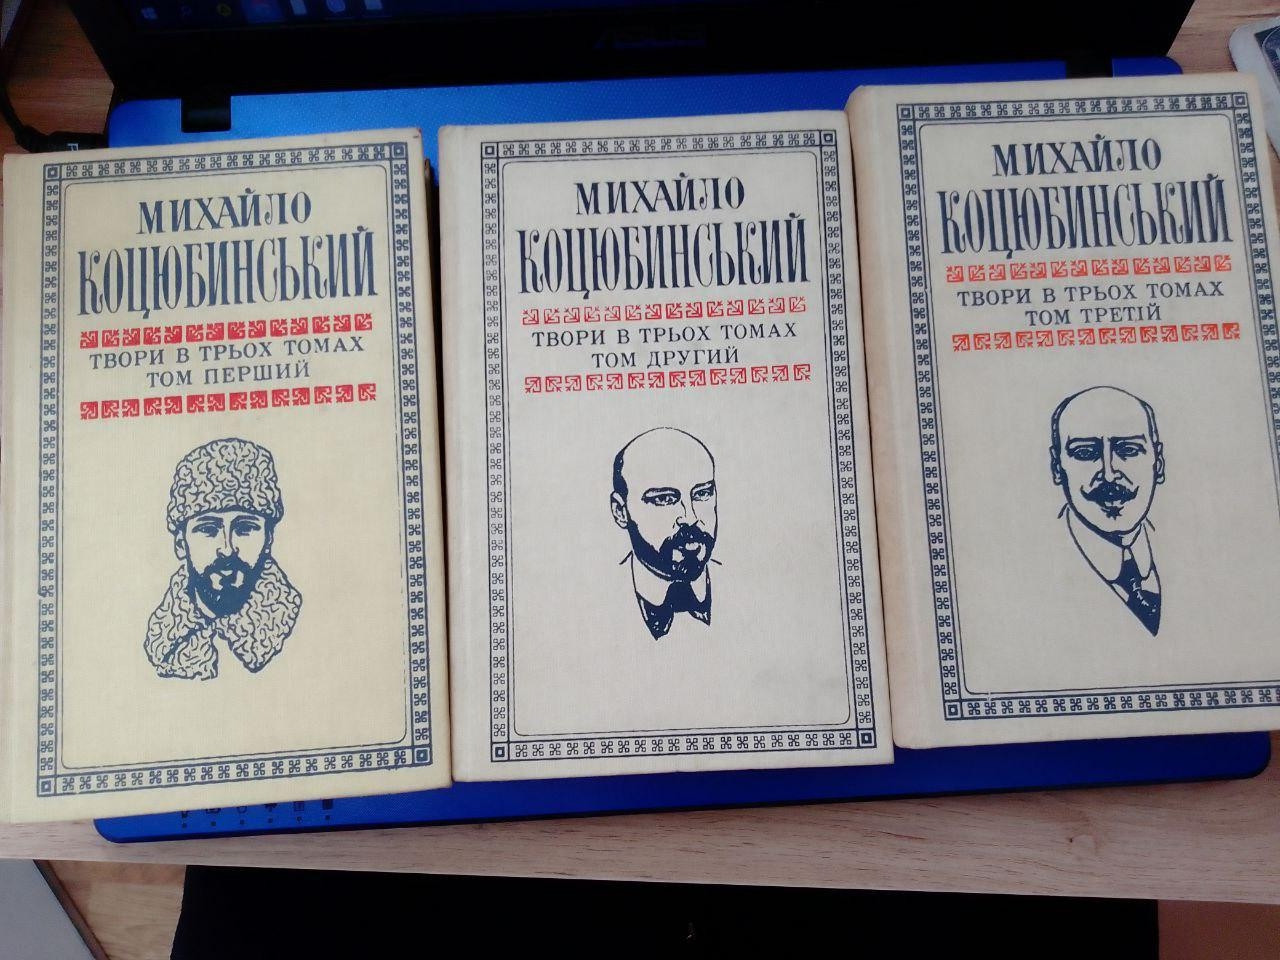 ASUS
МИХАЙЛО
КОЦЮБИНСЬКИЙ
ТВОРИ В ТРЬОХ ТОМАХ
ТОМ ПЕРШИЙ
МИХАЙЛО
КОЦЮБИНСЬКИЙ
ТВОРИ В ТРЬОХ ТОМАХ
ТОМ ДРУГИЙ
МИХАЙЛО
КОЦЮБИНСЬКИЙ
ТВОРИ В ТРЬОХ ТОМАХ
ТОМ ТРЕТІЙ